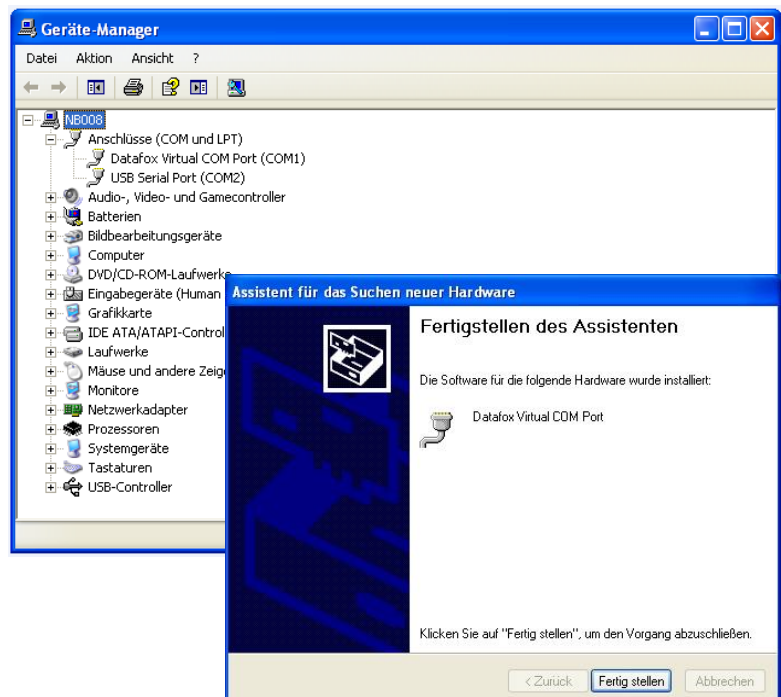 Geräte-Manager
Datei Aktion Ansicht ?
NB008
Anschlüsse (COM und LPT)
Datafox Virtual COM Port (COM1)
USB Serial Port (COM2)
Audio-, Video- und Gamecontroller
Batterien
Bildbearbeitungsgeräte
Computer
DVD/CD-ROM-Laufwerke
Eingabegeräte (Human
Grafikkarte
IDE ATA/ATAPI-Control
Laufwerke
Mäuse und andere Zeig
Monitore
Netzwerkadapter
Prozessoren
Systemgeräte
Tastaturen
USB-Controller
Assistent für das Suchen neuer Hardware
Fertigstellen des Assistenten
Die Software für die folgende Hardware wurde installiert:
Datafox Virtual COM Port
Klicken Sie auf "Fertig stellen", um den Vorgang abzuschließen.
< Zurück Fertig stellen Abbrechen